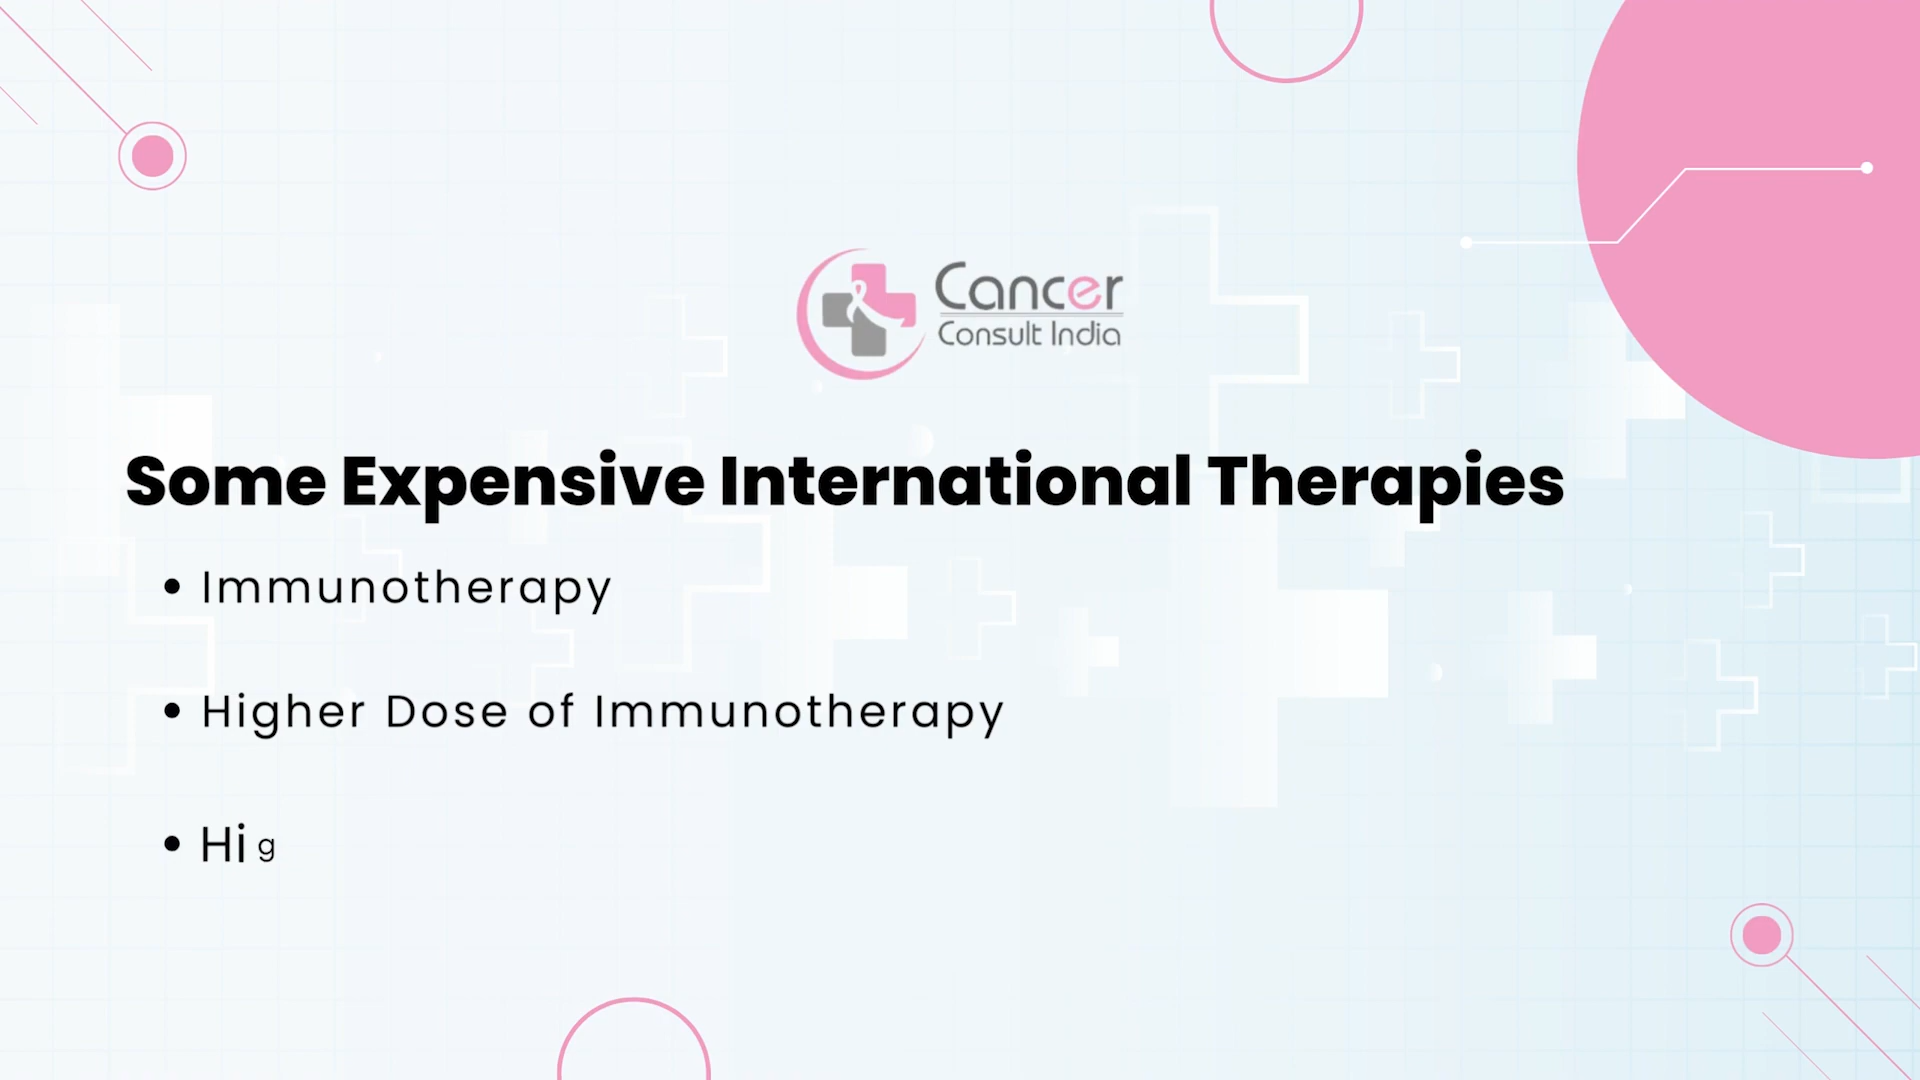 Cancer
Consult India
Some Expensive International Therapies
• Immunotherapy
• Higher Dose of Immunotherapy
• Hig